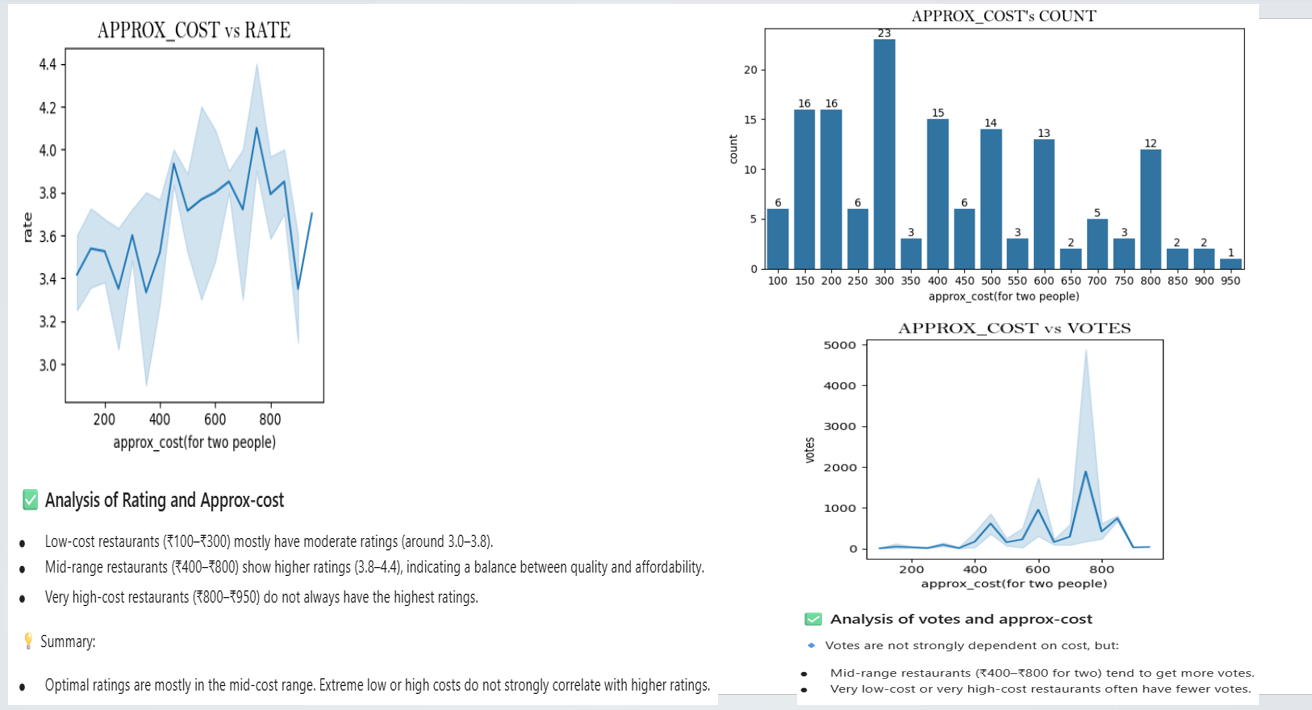 APPROX_COST vs RATE
4.4
4.2
4.0
3.8
3.6
3.4
3.2
3.0
rate
200 400 600 800
approx_cost(for two people)
✅ Analysis of Rating and Approx-cost
• Low-cost restaurants (₹100–₹300) mostly have moderate ratings (around 3.0–3.8).
• Mid-range restaurants (₹400–₹800) show higher ratings (3.8–4.4), indicating a balance between quality and affordability.
• Very high-cost restaurants (₹800–₹950) do not always have the highest ratings.
💡 Summary:
• Optimal ratings are mostly in the mid-cost range. Extreme low or high costs do not strongly correlate with higher ratings.
APPROX_COST's COUNT
20
15
10
5
0
count
6 16 16 6 23 3 15 6 14 3 13 2 5 3 12 2 2 1
100 150 200 250 300 350 400 450 500 550 600 650 700 750 800 850 900 950
approx_cost(for two people)
APPROX_COST vs VOTES
5000
4000
3000
2000
1000
0
votes
200 400 600 800
approx_cost(for two people)
✅ Analysis of votes and approx-cost
🔹 Votes are not strongly dependent on cost, but:
• Mid-range restaurants (₹400–₹800 for two) tend to get more votes.
• Very low-cost or very high-cost restaurants often have fewer votes.